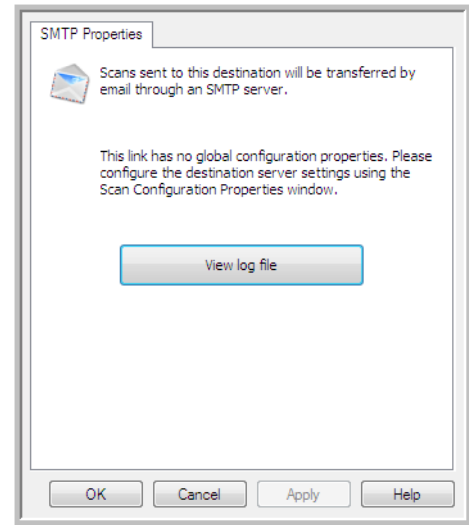 SMTP Properties
Scans sent to this destination will be transferred by
email through an SMTP server.
This link has no global configuration properties. Please
configure the destination server settings using the
Scan Configuration Properties window.
View log file
OK
Cancel
Apply
Help